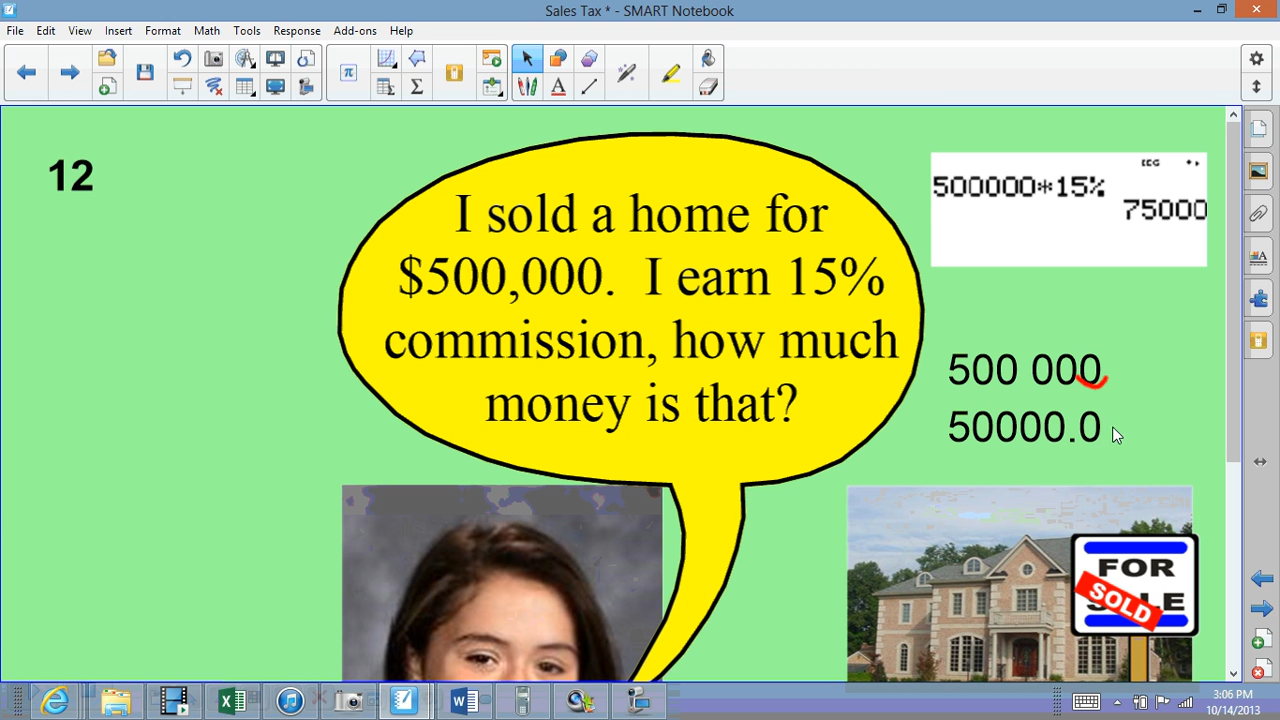 Sales Tax * - SMART Notebook
File Edit View Insert Format Math Tools Response Add-ons Help
12
I sold a home for
$500,000. I earn 15%
commission, how much
money is that?
500000*15%
75000
500 000
50000.0
FOR
SALE
SOLD
3:06 PM
10/14/2013